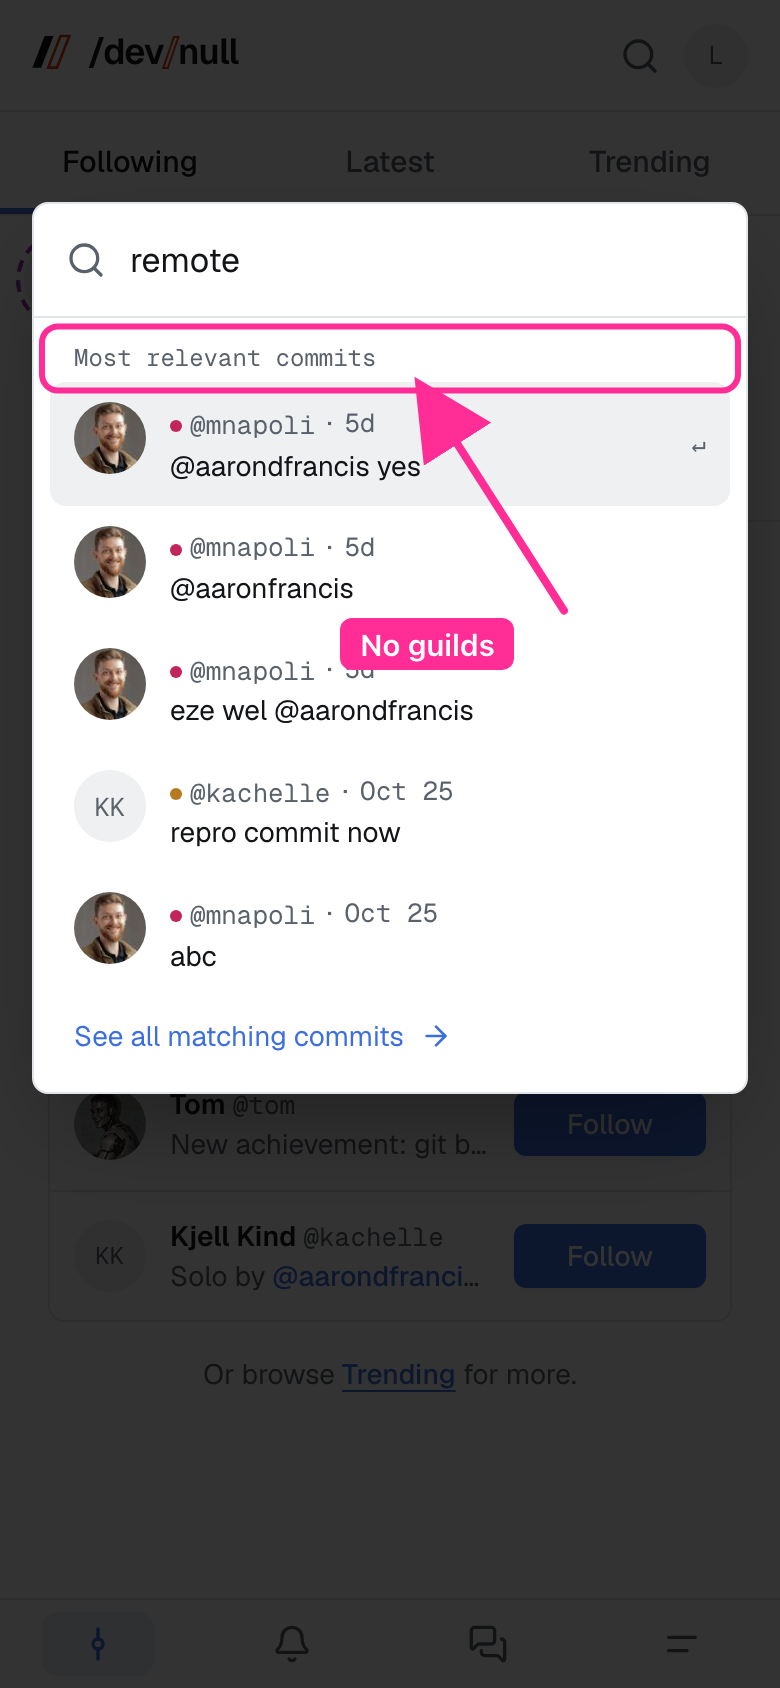 /dev//null
L
Following
Latest
Trending
remote
Most relevant commits
@mnapoli · 5d
@aarondfrancis yes
@mnapoli · 5d
@aaronfrancis
No guilds
@mnapoli · 5d
eze wel @aarondfrancis
KK
@kachelle · Oct 25
repro commit now
@mnapoli · Oct 25
abc
See all matching commits →
Tom @tom
New achievement: git b...
Follow
KK
Kjell Kind @kachelle
Solo by @aarondfranci...
Follow
Or browse Trending for more.